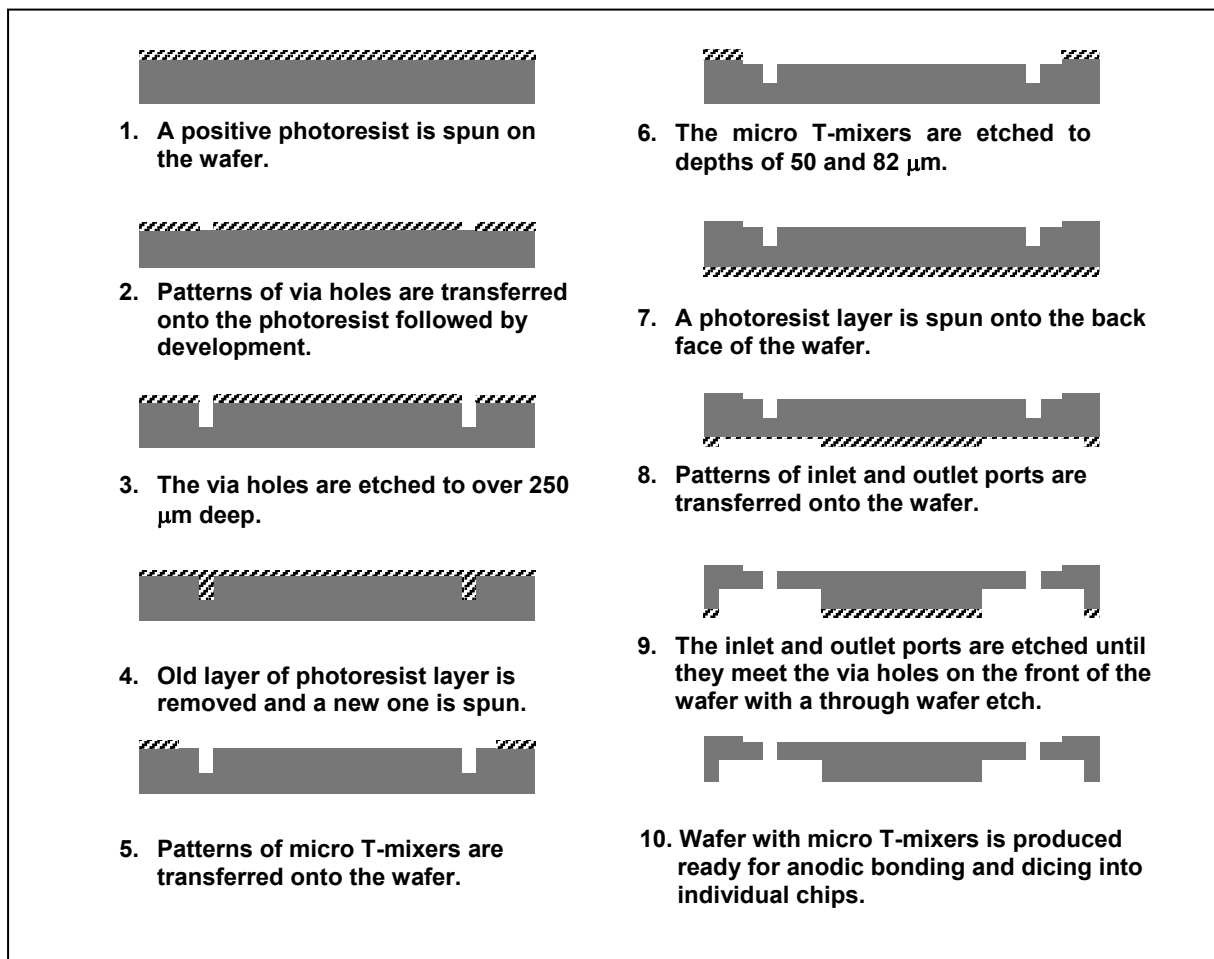 1. A positive photoresist is spun on
the wafer.
2. Patterns of via holes are transferred
onto the photoresist followed by
development.
3. The via holes are etched to over 250
μm deep.
4. Old layer of photoresist layer is
removed and a new one is spun.
5. Patterns of micro T-mixers are
transferred onto the wafer.
6. The micro T-mixers are etched to
depths of 50 and 82 μm.
7. A photoresist layer is spun onto the back
face of the wafer.
8. Patterns of inlet and outlet ports are
transferred onto the wafer.
9. The inlet and outlet ports are etched until
they meet the via holes on the front of the
wafer with a through wafer etch.
10. Wafer with micro T-mixers is produced
ready for anodic bonding and dicing into
individual chips.